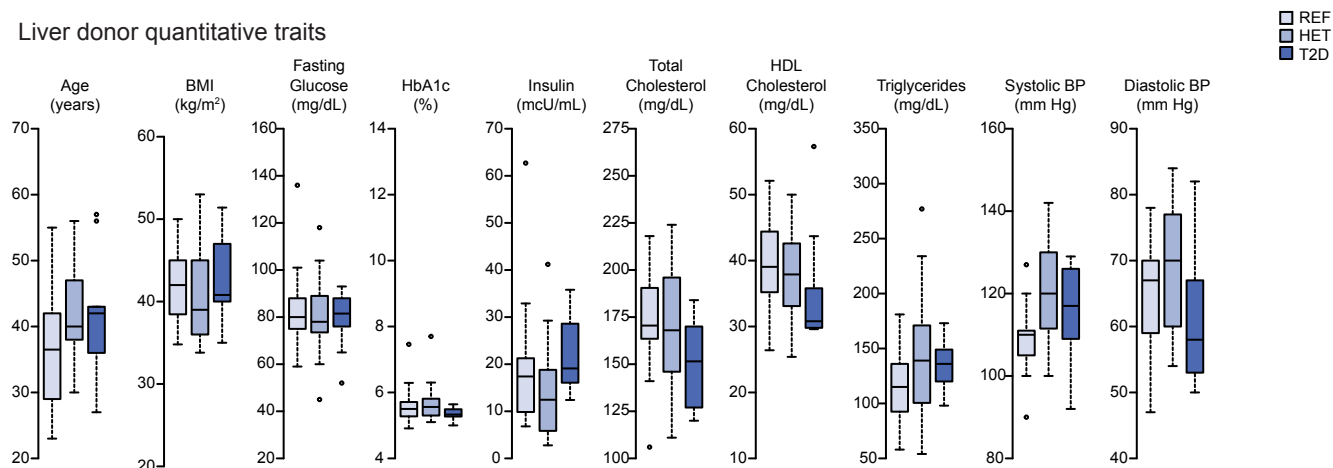 Liver donor quantitative traits
REF
HET
T2D
Age
(years)
70
60
50
40
30
20
BMI
(kg/m²)
60
50
40
30
20
Fasting
Glucose
(mg/dL)
160
140
120
100
80
60
40
20
HbA1c
(%)
14
12
10
8
6
4
Insulin
(mcU/mL)
70
60
50
40
30
20
10
0
Total
Cholesterol
(mg/dL)
275
250
225
200
175
150
125
100
HDL
Cholesterol
(mg/dL)
60
50
40
30
20
10
Triglycerides
(mg/dL)
350
300
250
200
150
100
50
Systolic BP
(mm Hg)
160
140
120
100
80
Diastolic BP
(mm Hg)
90
80
70
60
50
40